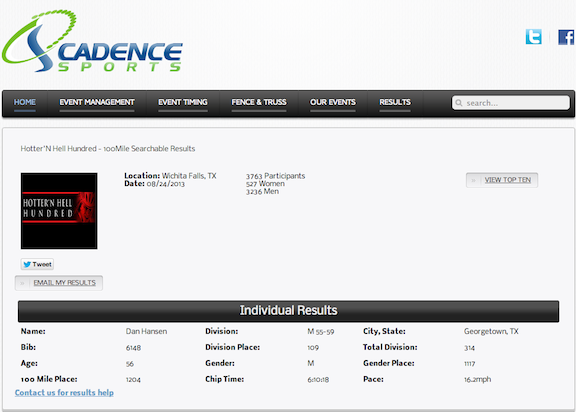 CADENCE
SPORTS
HOME EVENT MANAGEMENT EVENT TIMING FENCE & TRUSS OUR EVENTS RESULTS search...
Hotter'N Hell Hundred - 100Mile Searchable Results
Location: Wichita Falls, TX 3763 Participants VIEW TOP TEN
Date: 08/24/2013 527 Women
3236 Men
HOTTER'N HELL
HUNDRED
Tweet
EMAIL MY RESULTS
Individual Results
Name: Dan Hansen Division: M 55-59 City, State: Georgetown, TX
Bib: 6148 Division Place: 109 Total Division: 314
Age: 56 Gender: M Gender Place: 1117
100 Mile Place: 1204 Chip Time: 6:10:18 Pace: 16.2mph
Contact us for results help